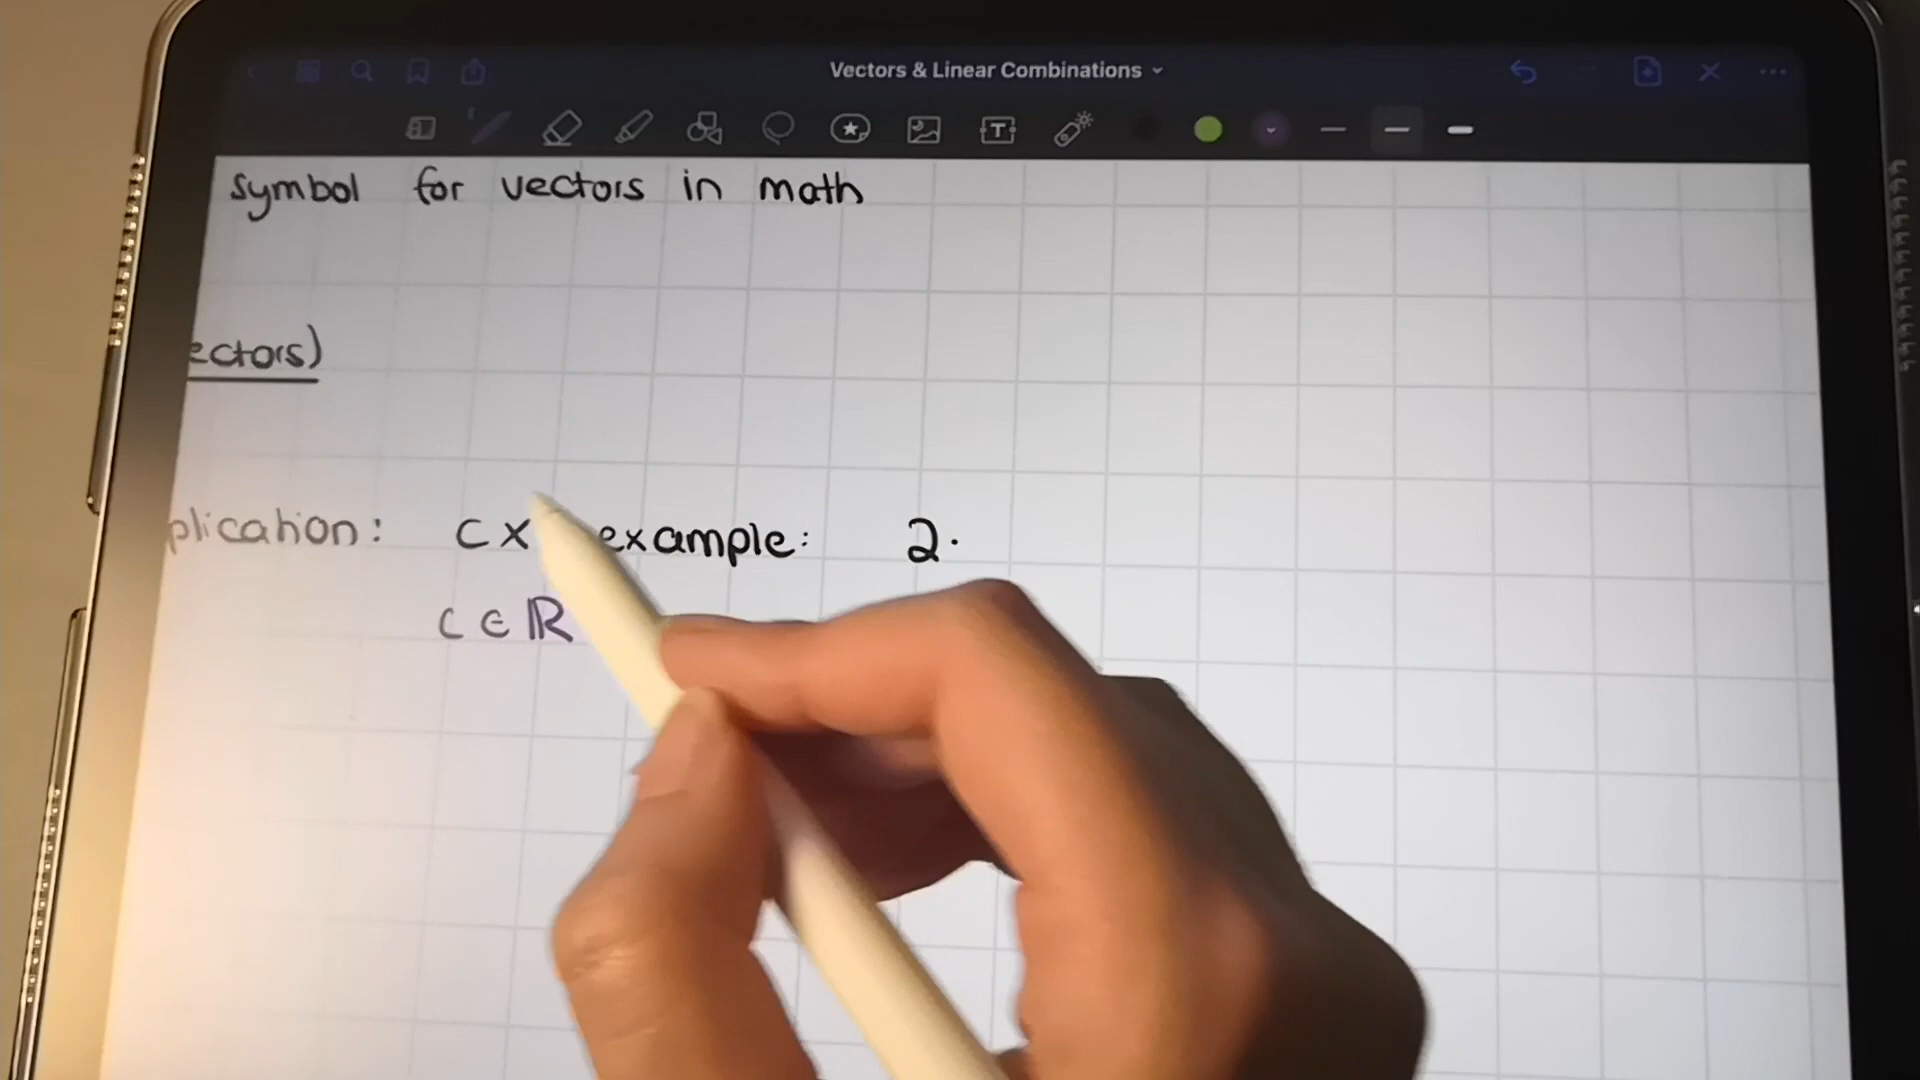 Vectors & Linear Combinations
symbol for vectors in math
ectors)
plication: cx example: 2.
c ∈ ℝ